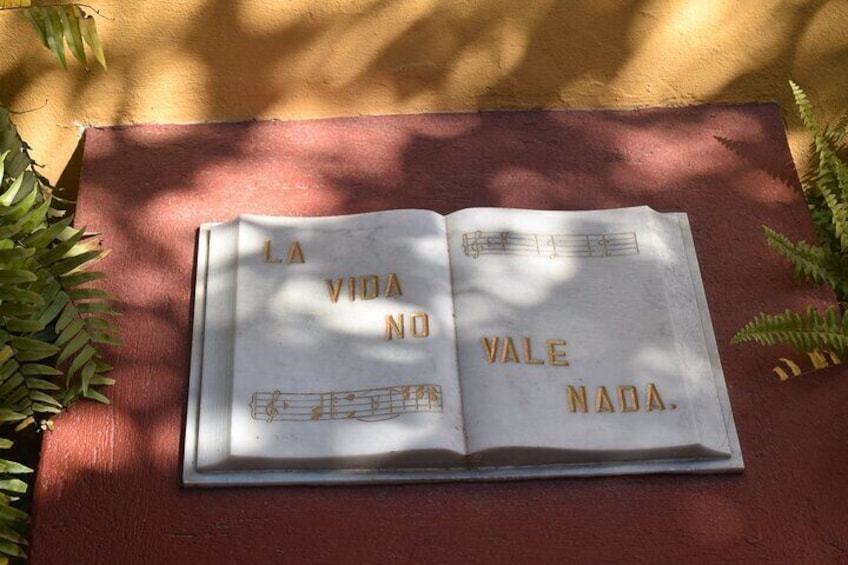 LA
VIDA
NO
VALE
NADA.